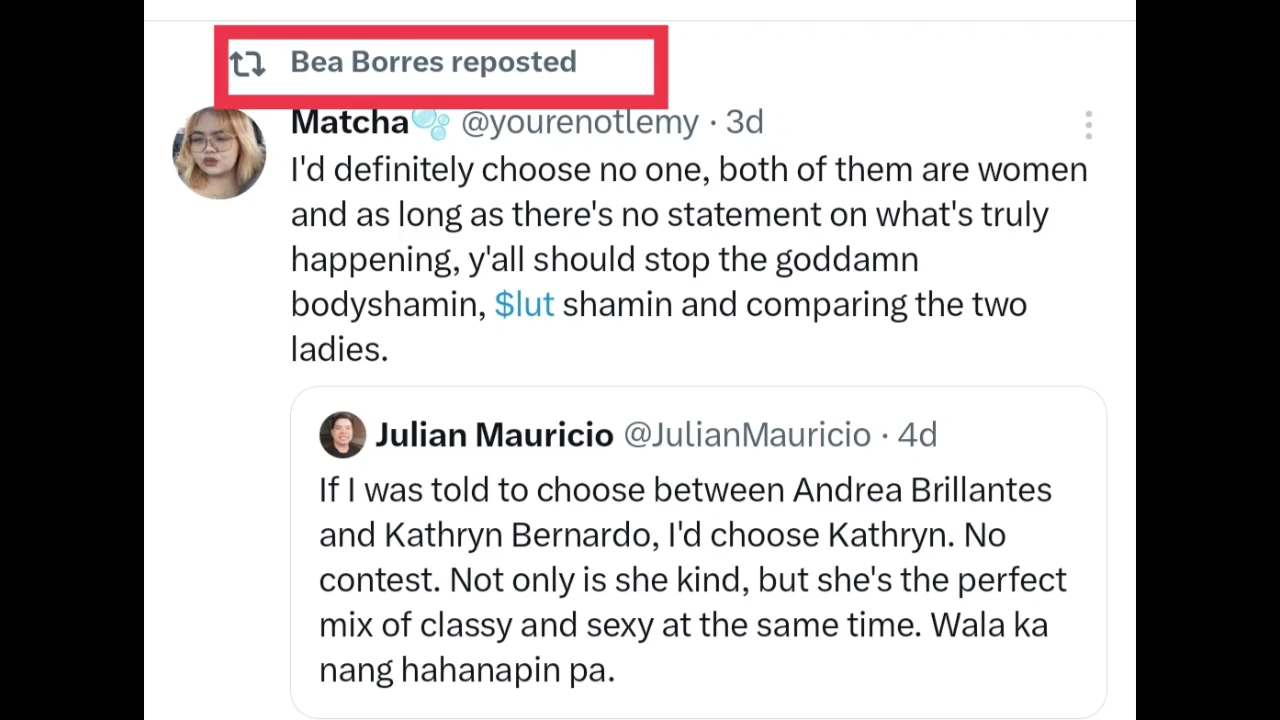 Bea Borres reposted
Matcha🫧 @yourenotlemy · 3d
I'd definitely choose no one, both of them are women
and as long as there's no statement on what's truly
happening, y'all should stop the goddamn
bodyshamin, $lut shamin and comparing the two
ladies.
Julian Mauricio @JulianMauricio · 4d
If I was told to choose between Andrea Brillantes
and Kathryn Bernardo, I'd choose Kathryn. No
contest. Not only is she kind, but she's the perfect
mix of classy and sexy at the same time. Wala ka
nang hahanapin pa.